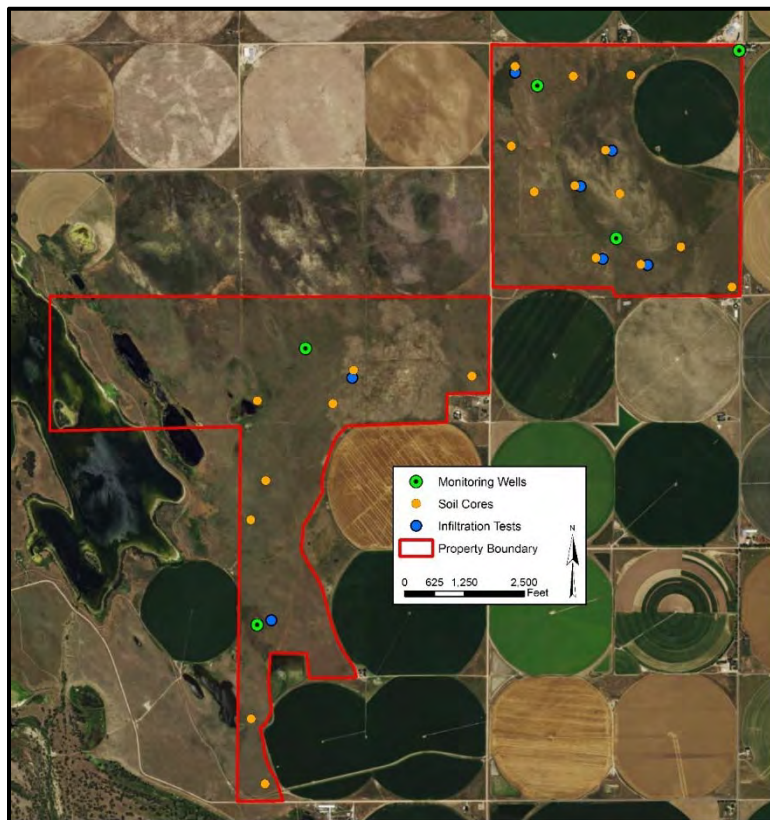 Monitoring Wells
Soil Cores
Infiltration Tests
Property Boundary
N
0 625 1,250 2,500
Feet